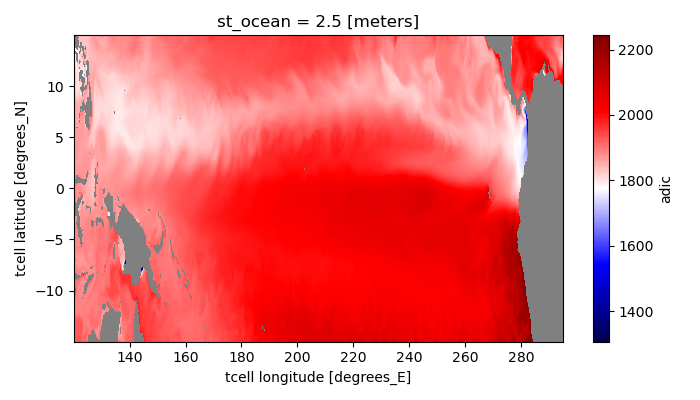 st_ocean = 2.5 [meters]
10
5
0
−5
−10
tcell latitude [degrees_N]
140 160 180 200 220 240 260 280
tcell longitude [degrees_E]
2200
2000
1800
1600
1400
adic